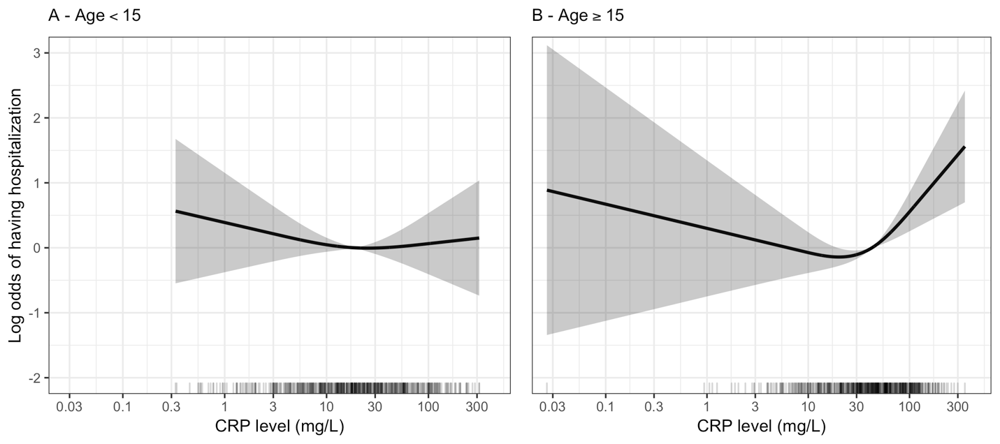 A - Age < 15
B - Age ≥ 15
Log odds of having hospitalization
3
2
1
0
-1
-2
0.03 0.1 0.3 1 3 10 30 100 300
0.03 0.1 0.3 1 3 10 30 100 300
CRP level (mg/L)
CRP level (mg/L)